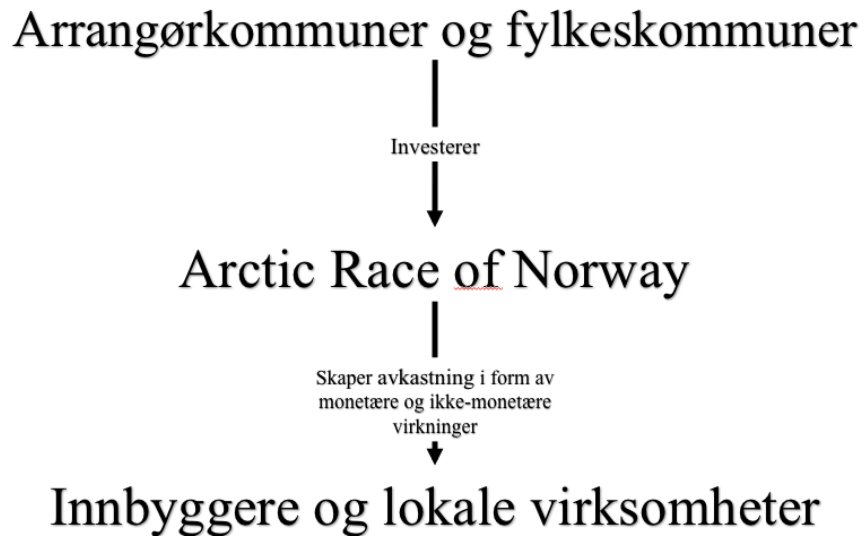 Arrangørkommuner og fylkeskommuner
Investerer
Arctic Race of Norway
Skaper avkastning i form av
monetære og ikke-monetære
virkninger
Innbyggere og lokale virksomheter